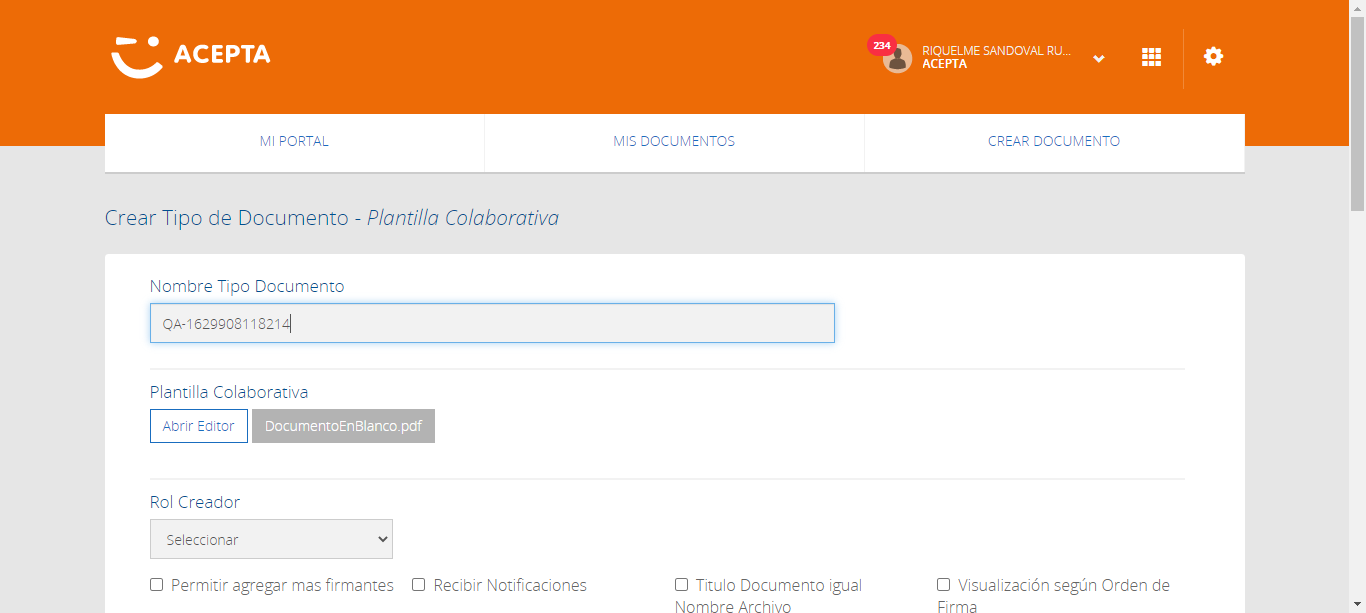 ACEPTA
234
RIQUELME SANDOVAL RU...
ACEPTA
MI PORTAL
MIS DOCUMENTOS
CREAR DOCUMENTO
Crear Tipo de Documento - Plantilla Colaborativa
Nombre Tipo Documento
QA-1629908118214
Plantilla Colaborativa
Abrir Editor
DocumentoEnBlanco.pdf
Rol Creador
Seleccionar
Permitir agregar mas firmantes
Recibir Notificaciones
Titulo Documento igual
Nombre Archivo
Visualización según Orden de
Firma